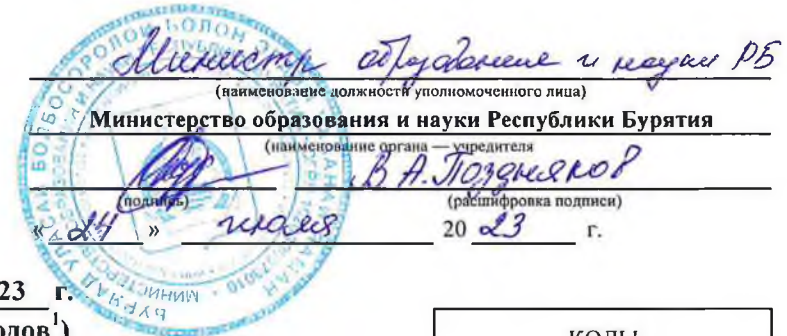 Министр образования и науки РБ
(наименование должности уполномоченного лица)
Министерство образования и науки Республики Бурятия
(наименование органа — учредителя
В.А. Поздняков
(подпись) (расшифровка подписи)
« 24 » июля 20 23 г.
23 г.
одов¹)
КОДЫ